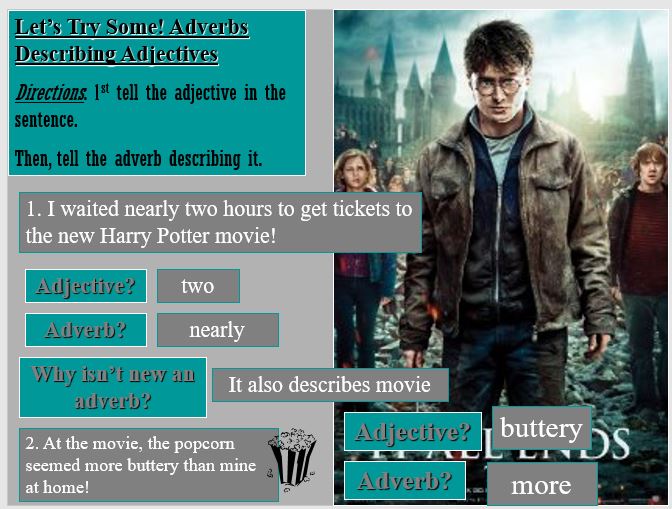 Let's Try Some! Adverbs
Describing Adjectives
Directions: 1st tell the adjective in the
sentence.
Then, tell the adverb describing it.
1. I waited nearly two hours to get tickets to
the new Harry Potter movie!
Adjective?
two
Adverb?
nearly
Why isn't new an
adverb?
It also describes movie
2. At the movie, the popcorn
seemed more buttery than mine
at home!
Adjective?
buttery
Adverb?
more
ALL ENDS